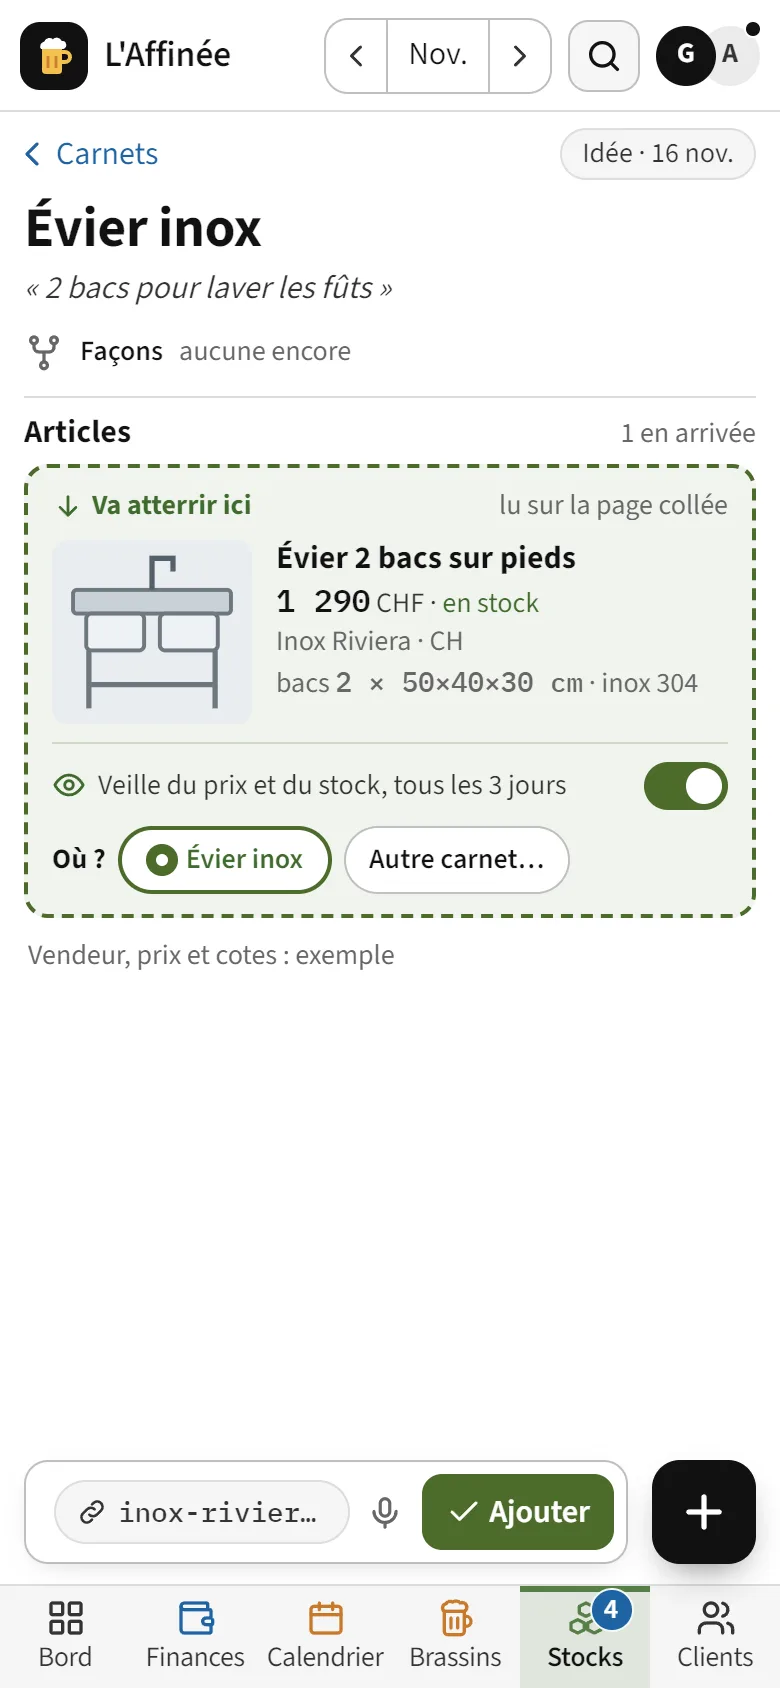 L'Affinée
Nov.
G
A
Carnets
Idée · 16 nov.
Évier inox
« 2 bacs pour laver les fûts »
Façons aucune encore
Articles
1 en arrivée
Va atterrir ici
lu sur la page collée
Évier 2 bacs sur pieds
1 290 CHF · en stock
Inox Riviera · CH
bacs 2 × 50×40×30 cm · inox 304
Veille du prix et du stock, tous les 3 jours
Où ?
Évier inox
Autre carnet…
Vendeur, prix et cotes : exemple
inox-rivier…
Ajouter
4
Bord
Finances
Calendrier
Brassins
Stocks
Clients